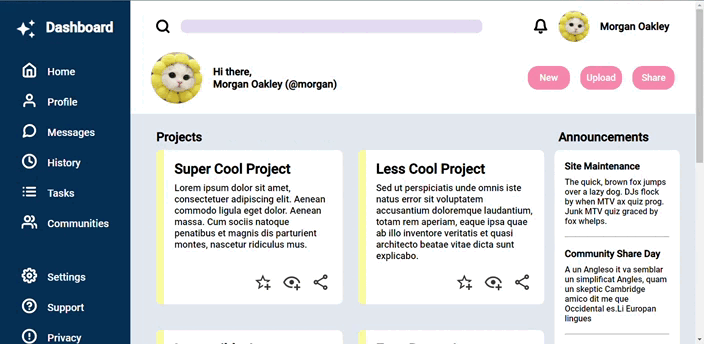 Dashboard
Home
Profile
Messages
History
Tasks
Communities
Settings
Support
Privacy
Morgan Oakley
Hi there,
Morgan Oakley (@morgan)
New
Upload
Share
Projects
Super Cool Project
Lorem ipsum dolor sit amet,
consectetuer adipiscing elit. Aenean
commodo ligula eget dolor. Aenean
massa. Cum sociis natoque
penatibus et magnis dis parturient
montes, nascetur ridiculus mus.
Less Cool Project
Sed ut perspiciatis unde omnis iste
natus error sit voluptatem
accusantium doloremque laudantium,
totam rem aperiam, eaque ipsa quae
ab illo inventore veritatis et quasi
architecto beatae vitae dicta sunt
explicabo.
Announcements
Site Maintenance
The quick, brown fox jumps
over a lazy dog. DJs flock
by when MTV ax quiz prog.
Junk MTV quiz graced by
fox whelps.
Community Share Day
A un Angleso it va semblar
un simplificat Angles, quam
un skeptic Cambridge
amico dit me que
Occidental es.Li Europan
lingues